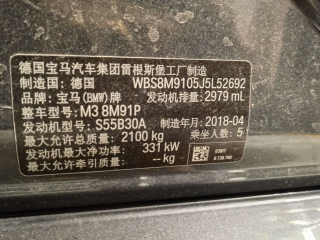 德国宝马汽车集团雷根斯堡工厂制造
制造国：德国 WBS8M9105J5L52692
品牌：宝马(BMW)牌 发动机排量：2979 mL
整车型号：M3 8M91P
发动机型号：S55B30A 制造年月：2018-04
最大允许总质量：2100 kg 乘坐人数：5
发动机最大净功率：331 kW
最大允许牵引质量：-- kg